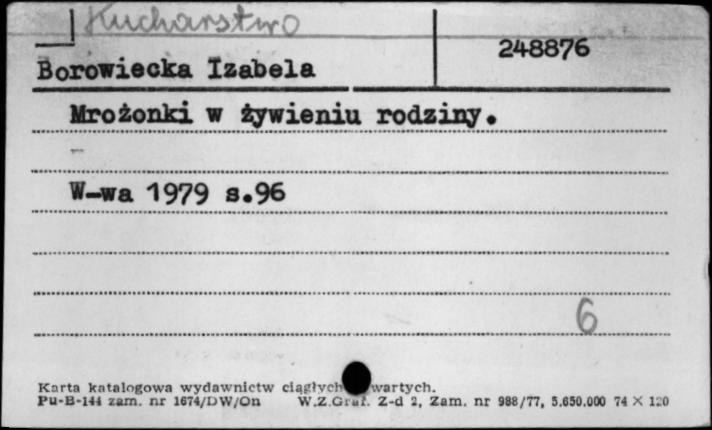 Kucharstwo
248876
Borowiecka Izabela
Mrożonki w żywieniu rodziny.
W-wa 1979 s.96
6
Karta katalogowa wydawnictw ciągłych wartych.
Pu-B-144 zam. nr 1674/DW/On W.Z.Graf. Z-d 2, Zam. nr 988/77, 5.650.000 74 X 120